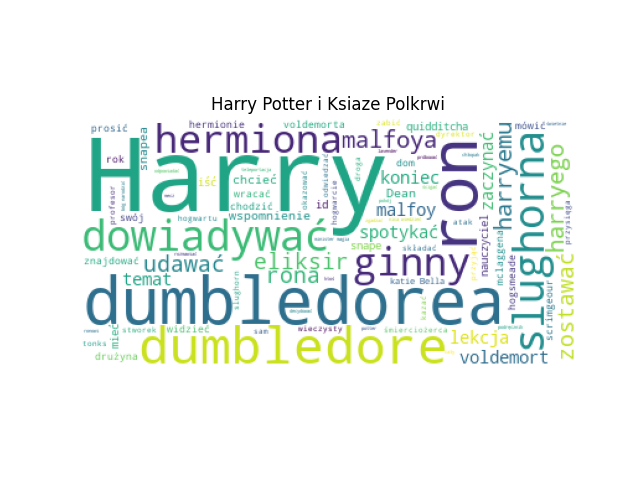 Harry Potter i Ksiaze Polkrwi
prosić
hermionie
voldemorta
zabić
quidditcha
dyrektor
mówić
rok
snapea
hermiona
malfoya
Harry
ron
iść
chcieć
wracać
chodzić
id
odwiedzać
okazywać
hogwarcie
droga
dom
koniec
Dean
malfoy
zaczynać
harryemu
slughorna
harryego
przysięga
profesor
swój
hogwartu
wspomnienie
spotykać
atak
nauczyciel
dowiadywać
snape
składać
znajdować
udawać
eliksir
ginny
mclaggena
hogsmeade
zostawać
temat
slughorn
rona
katie Bella
scrimgeour
dumbledorea
kazać
mieć
stworek
widzieć
sam
wieczysty
śmierciożerca
lekcja
tonks
drużyna
dumbledore
voldemort